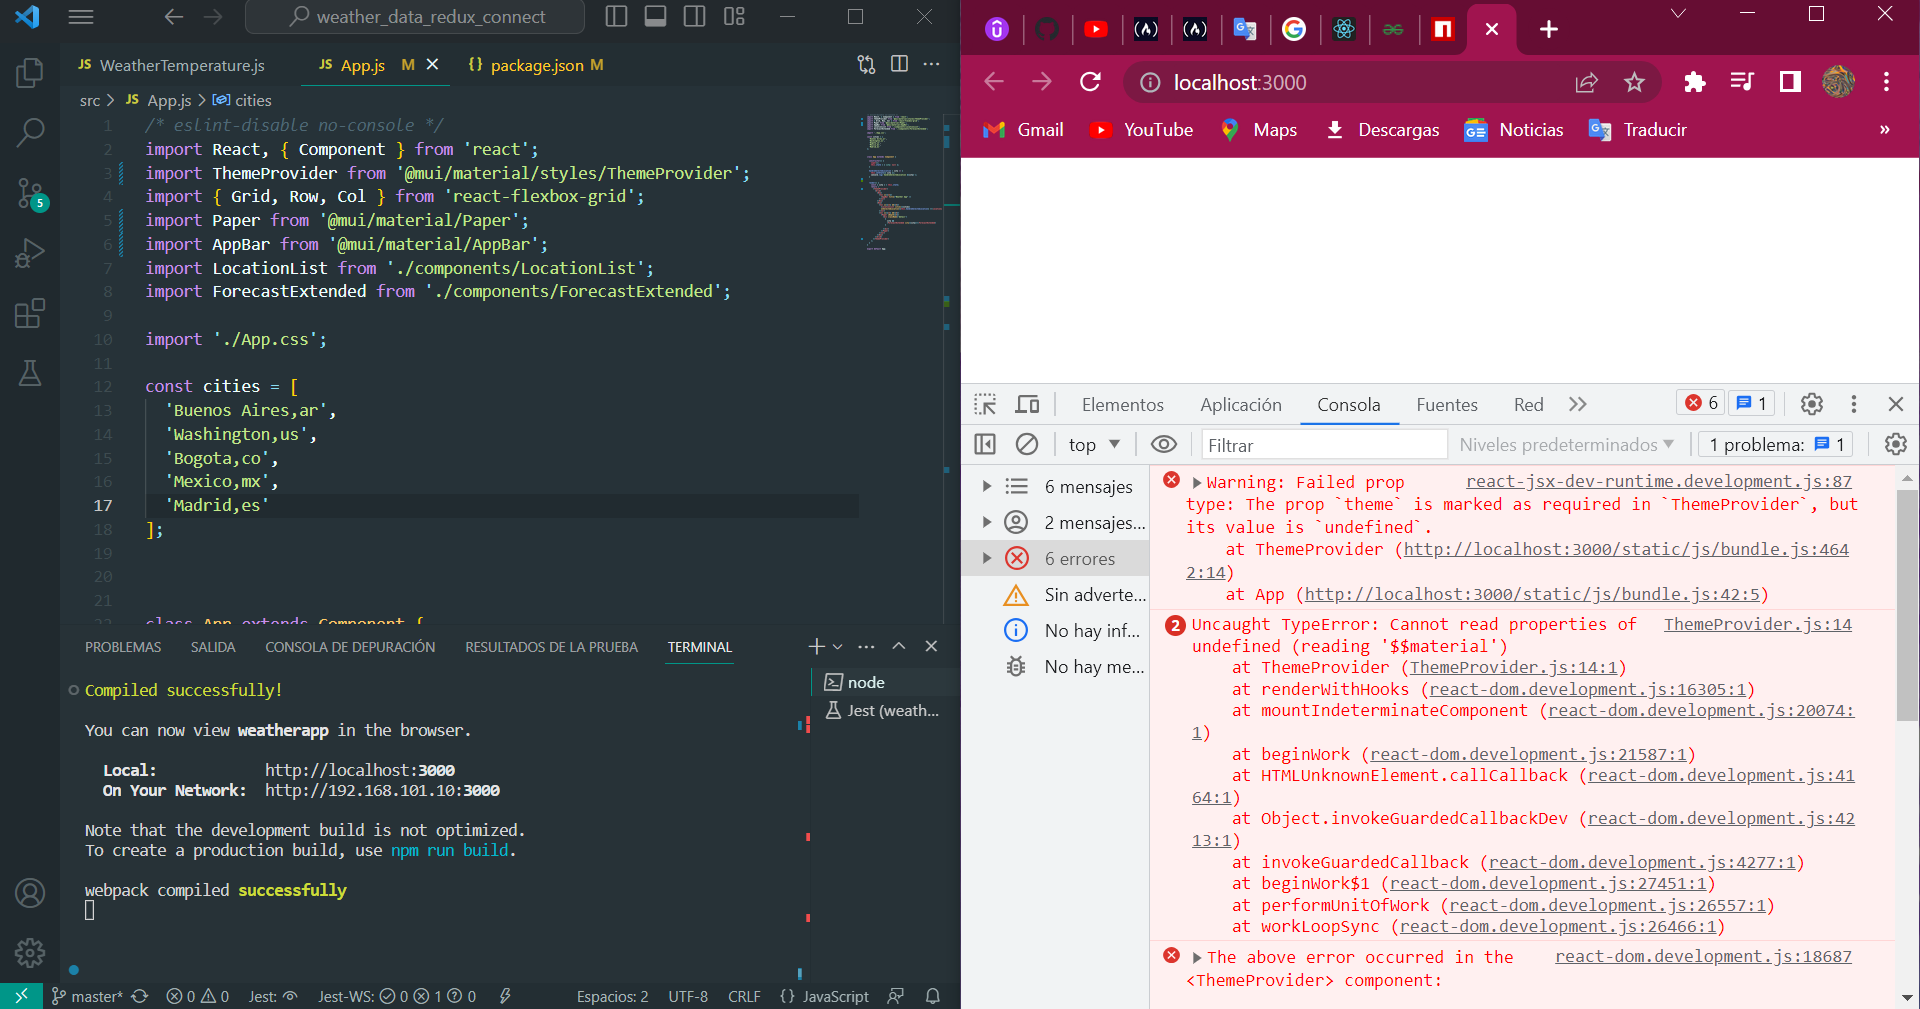 weather_data_redux_connect
JS WeatherTemperature.js
JS App.js M
{} package.json M
src > JS App.js > cities
1 /* eslint-disable no-console */
2 import React, { Component } from 'react';
3 import ThemeProvider from '@mui/material/styles/ThemeProvider';
4 import { Grid, Row, Col } from 'react-flexbox-grid';
5 import Paper from '@mui/material/Paper';
6 import AppBar from '@mui/material/AppBar';
7 import LocationList from './components/LocationList';
8 import ForecastExtended from './components/ForecastExtended';
9
10 import './App.css';
11
12 const cities = [
13 'Buenos Aires,ar',
14 'Washington,us',
15 'Bogota,co',
16 'Mexico,mx',
17 'Madrid,es'
18 ];
19
20
21
22 class App extends Component {
5
PROBLEMAS SALIDA CONSOLA DE DEPURACIÓN RESULTADOS DE LA PRUEBA TERMINAL
Compiled successfully!
You can now view weatherapp in the browser.
Local: http://localhost:3000
On Your Network: http://192.168.101.10:3000
Note that the development build is not optimized.
To create a production build, use npm run build.
webpack compiled successfully
node
Jest (weath...
master* 0 0 Jest: Jest-WS: 0 1 0 Espacios: 2 UTF-8 CRLF {} JavaScript
localhost:3000
Gmail YouTube Maps Descargas Noticias Traducir »
Elementos Aplicación Consola Fuentes Red 6 1
top Filtrar Niveles predeterminados 1 problema: 1
6 mensajes
2 mensajes...
6 errores
Sin adverte...
No hay inf...
No hay me...
Warning: Failed prop react-jsx-dev-runtime.development.js:87
type: The prop `theme` is marked as required in `ThemeProvider`, but
its value is `undefined`.
at ThemeProvider (http://localhost:3000/static/js/bundle.js:464
2:14)
at App (http://localhost:3000/static/js/bundle.js:42:5)
2 Uncaught TypeError: Cannot read properties of ThemeProvider.js:14
undefined (reading '$$material')
at ThemeProvider (ThemeProvider.js:14:1)
at renderWithHooks (react-dom.development.js:16305:1)
at mountIndeterminateComponent (react-dom.development.js:20074:
1)
at beginWork (react-dom.development.js:21587:1)
at HTMLUnknownElement.callCallback (react-dom.development.js:41
64:1)
at Object.invokeGuardedCallbackDev (react-dom.development.js:42
13:1)
at invokeGuardedCallback (react-dom.development.js:4277:1)
at beginWork$1 (react-dom.development.js:27451:1)
at performUnitOfWork (react-dom.development.js:26557:1)
at workLoopSync (react-dom.development.js:26466:1)
The above error occurred in the react-dom.development.js:18687
<ThemeProvider> component: